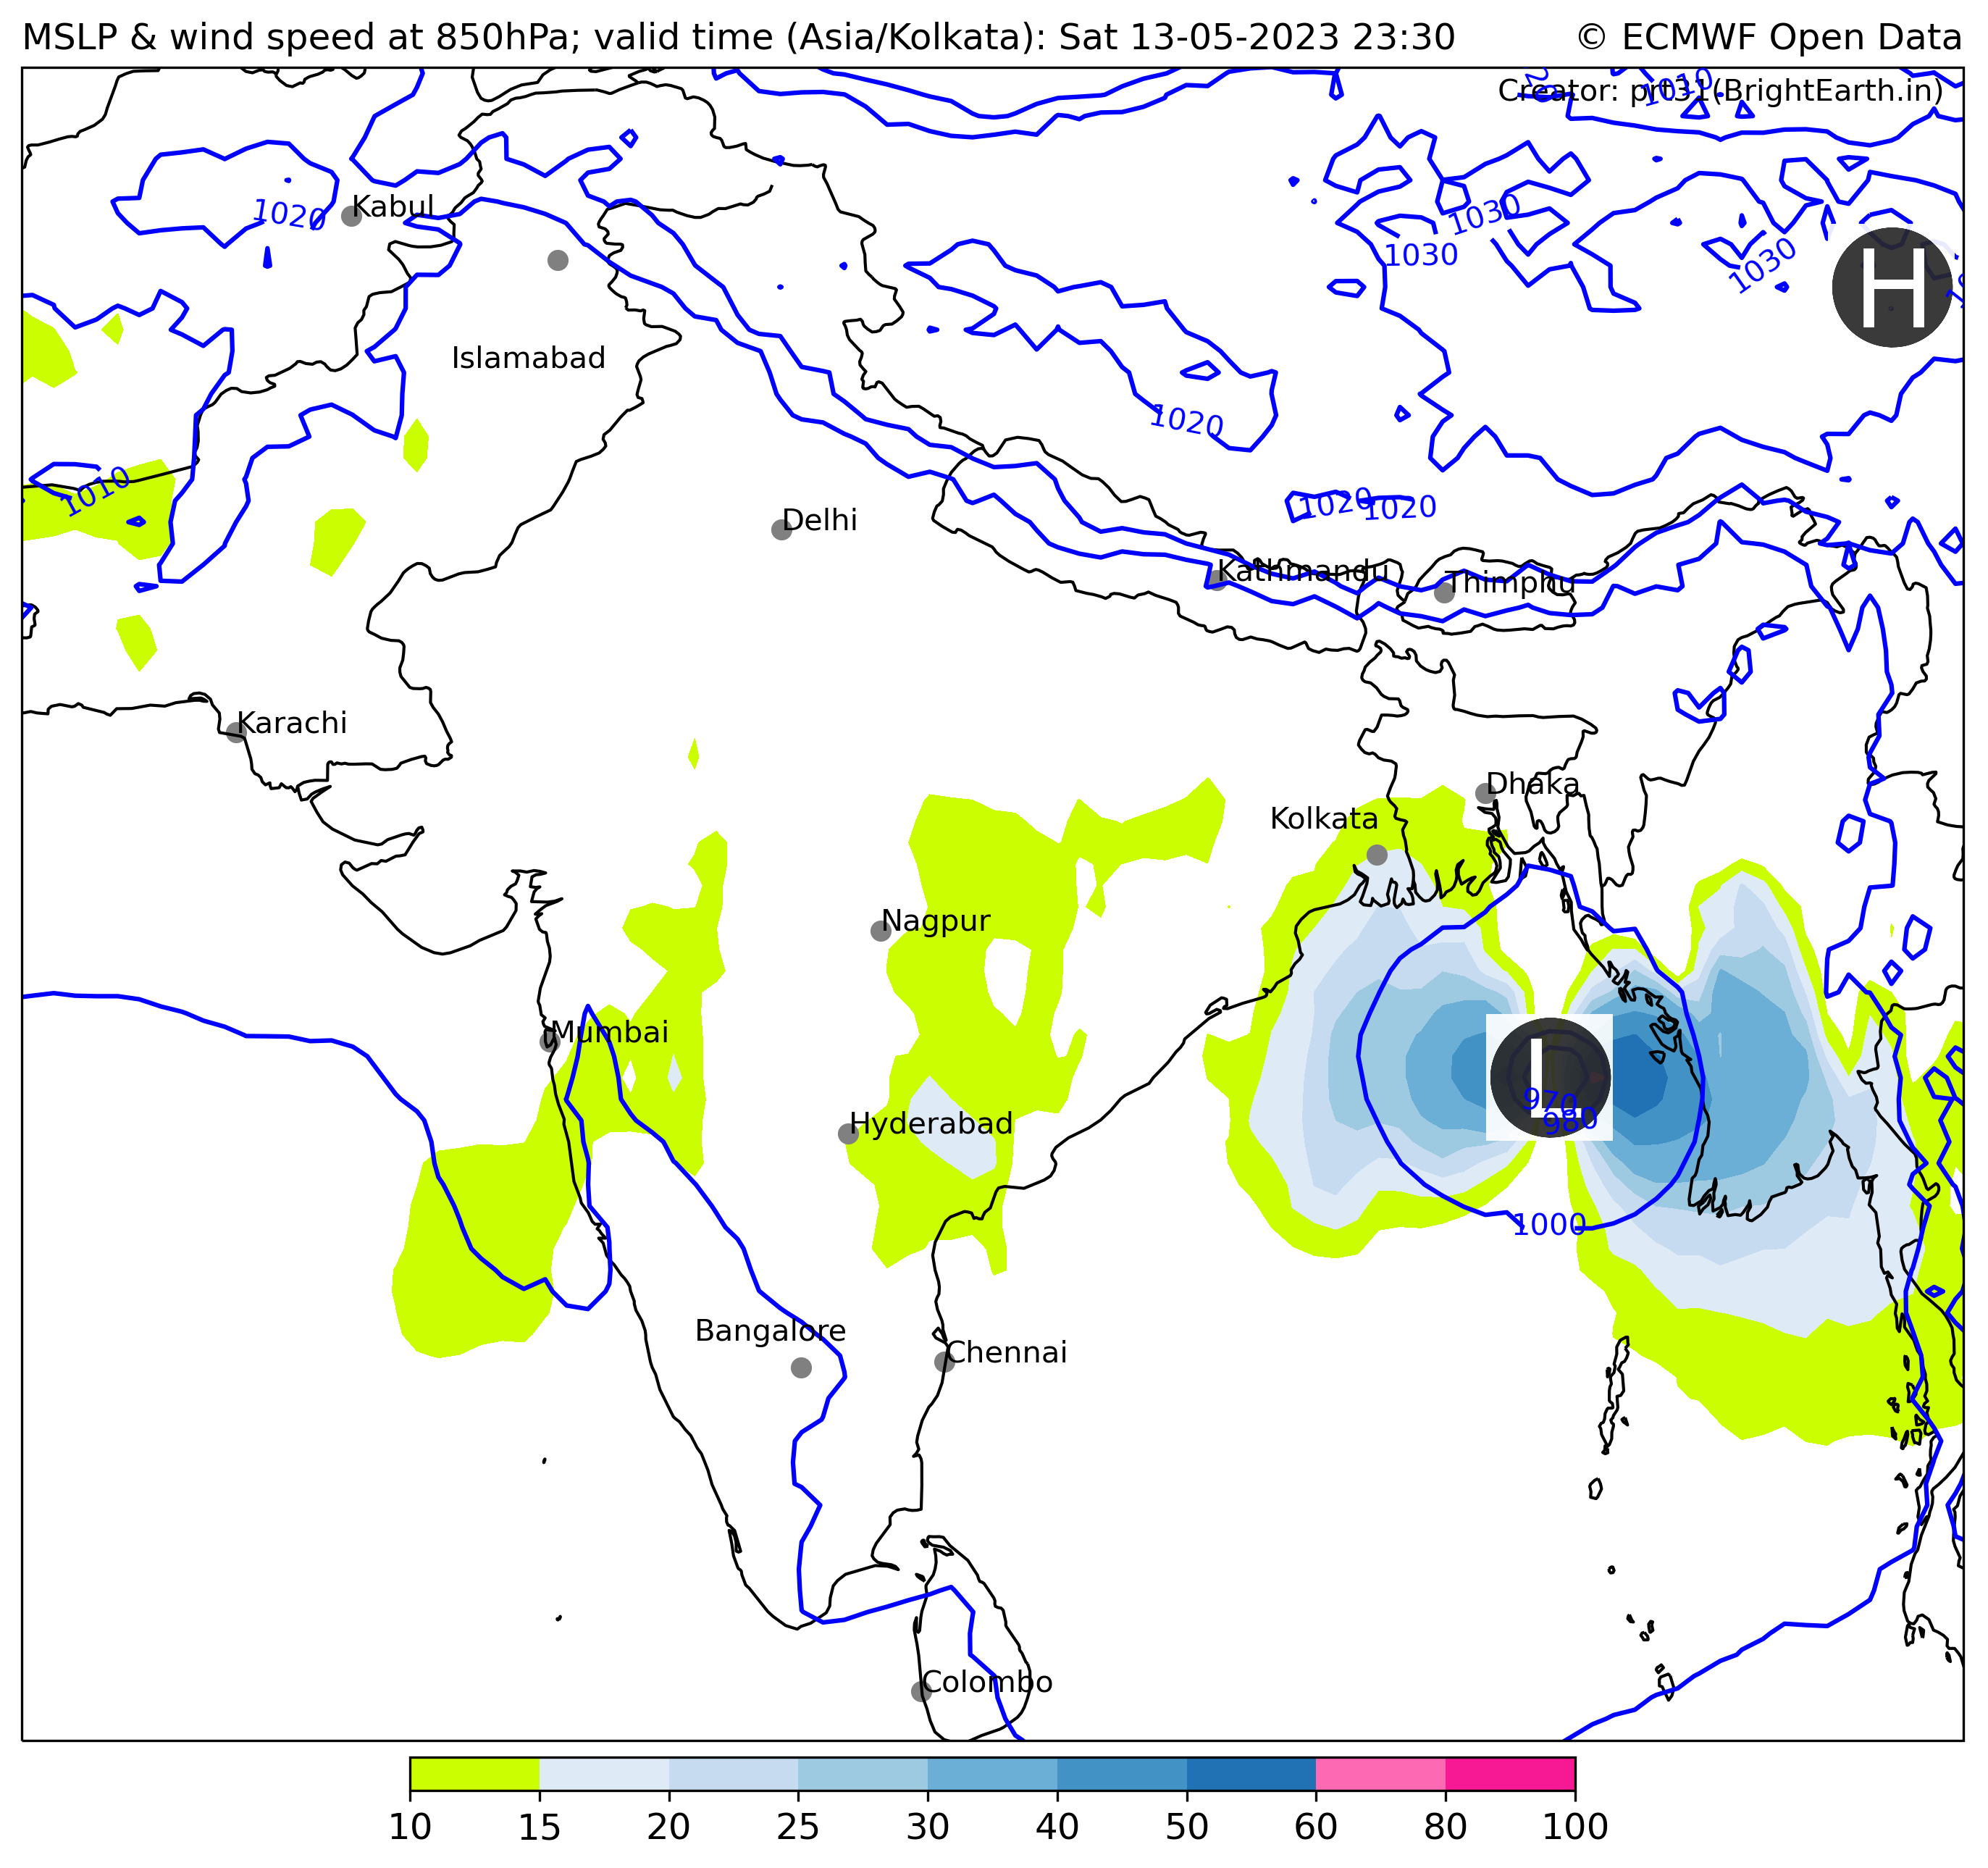 MSLP & wind speed at 850hPa; valid time (Asia/Kolkata): Sat 13-05-2023 23:30 © ECMWF Open Data
20 1010
Creator: prt31(BrightEarth.in)
1020 Kabul
1030
1030
1030
H
Islamabad
1020
1010
1020 1020
Delhi
Kathmandu
Thimphu
Karachi
Dhaka
Kolkata
Nagpur
Mumbai
L
970
980
Hyderabad
1000
Bangalore
Chennai
Colombo
10 15 20 25 30 40 50 60 80 100